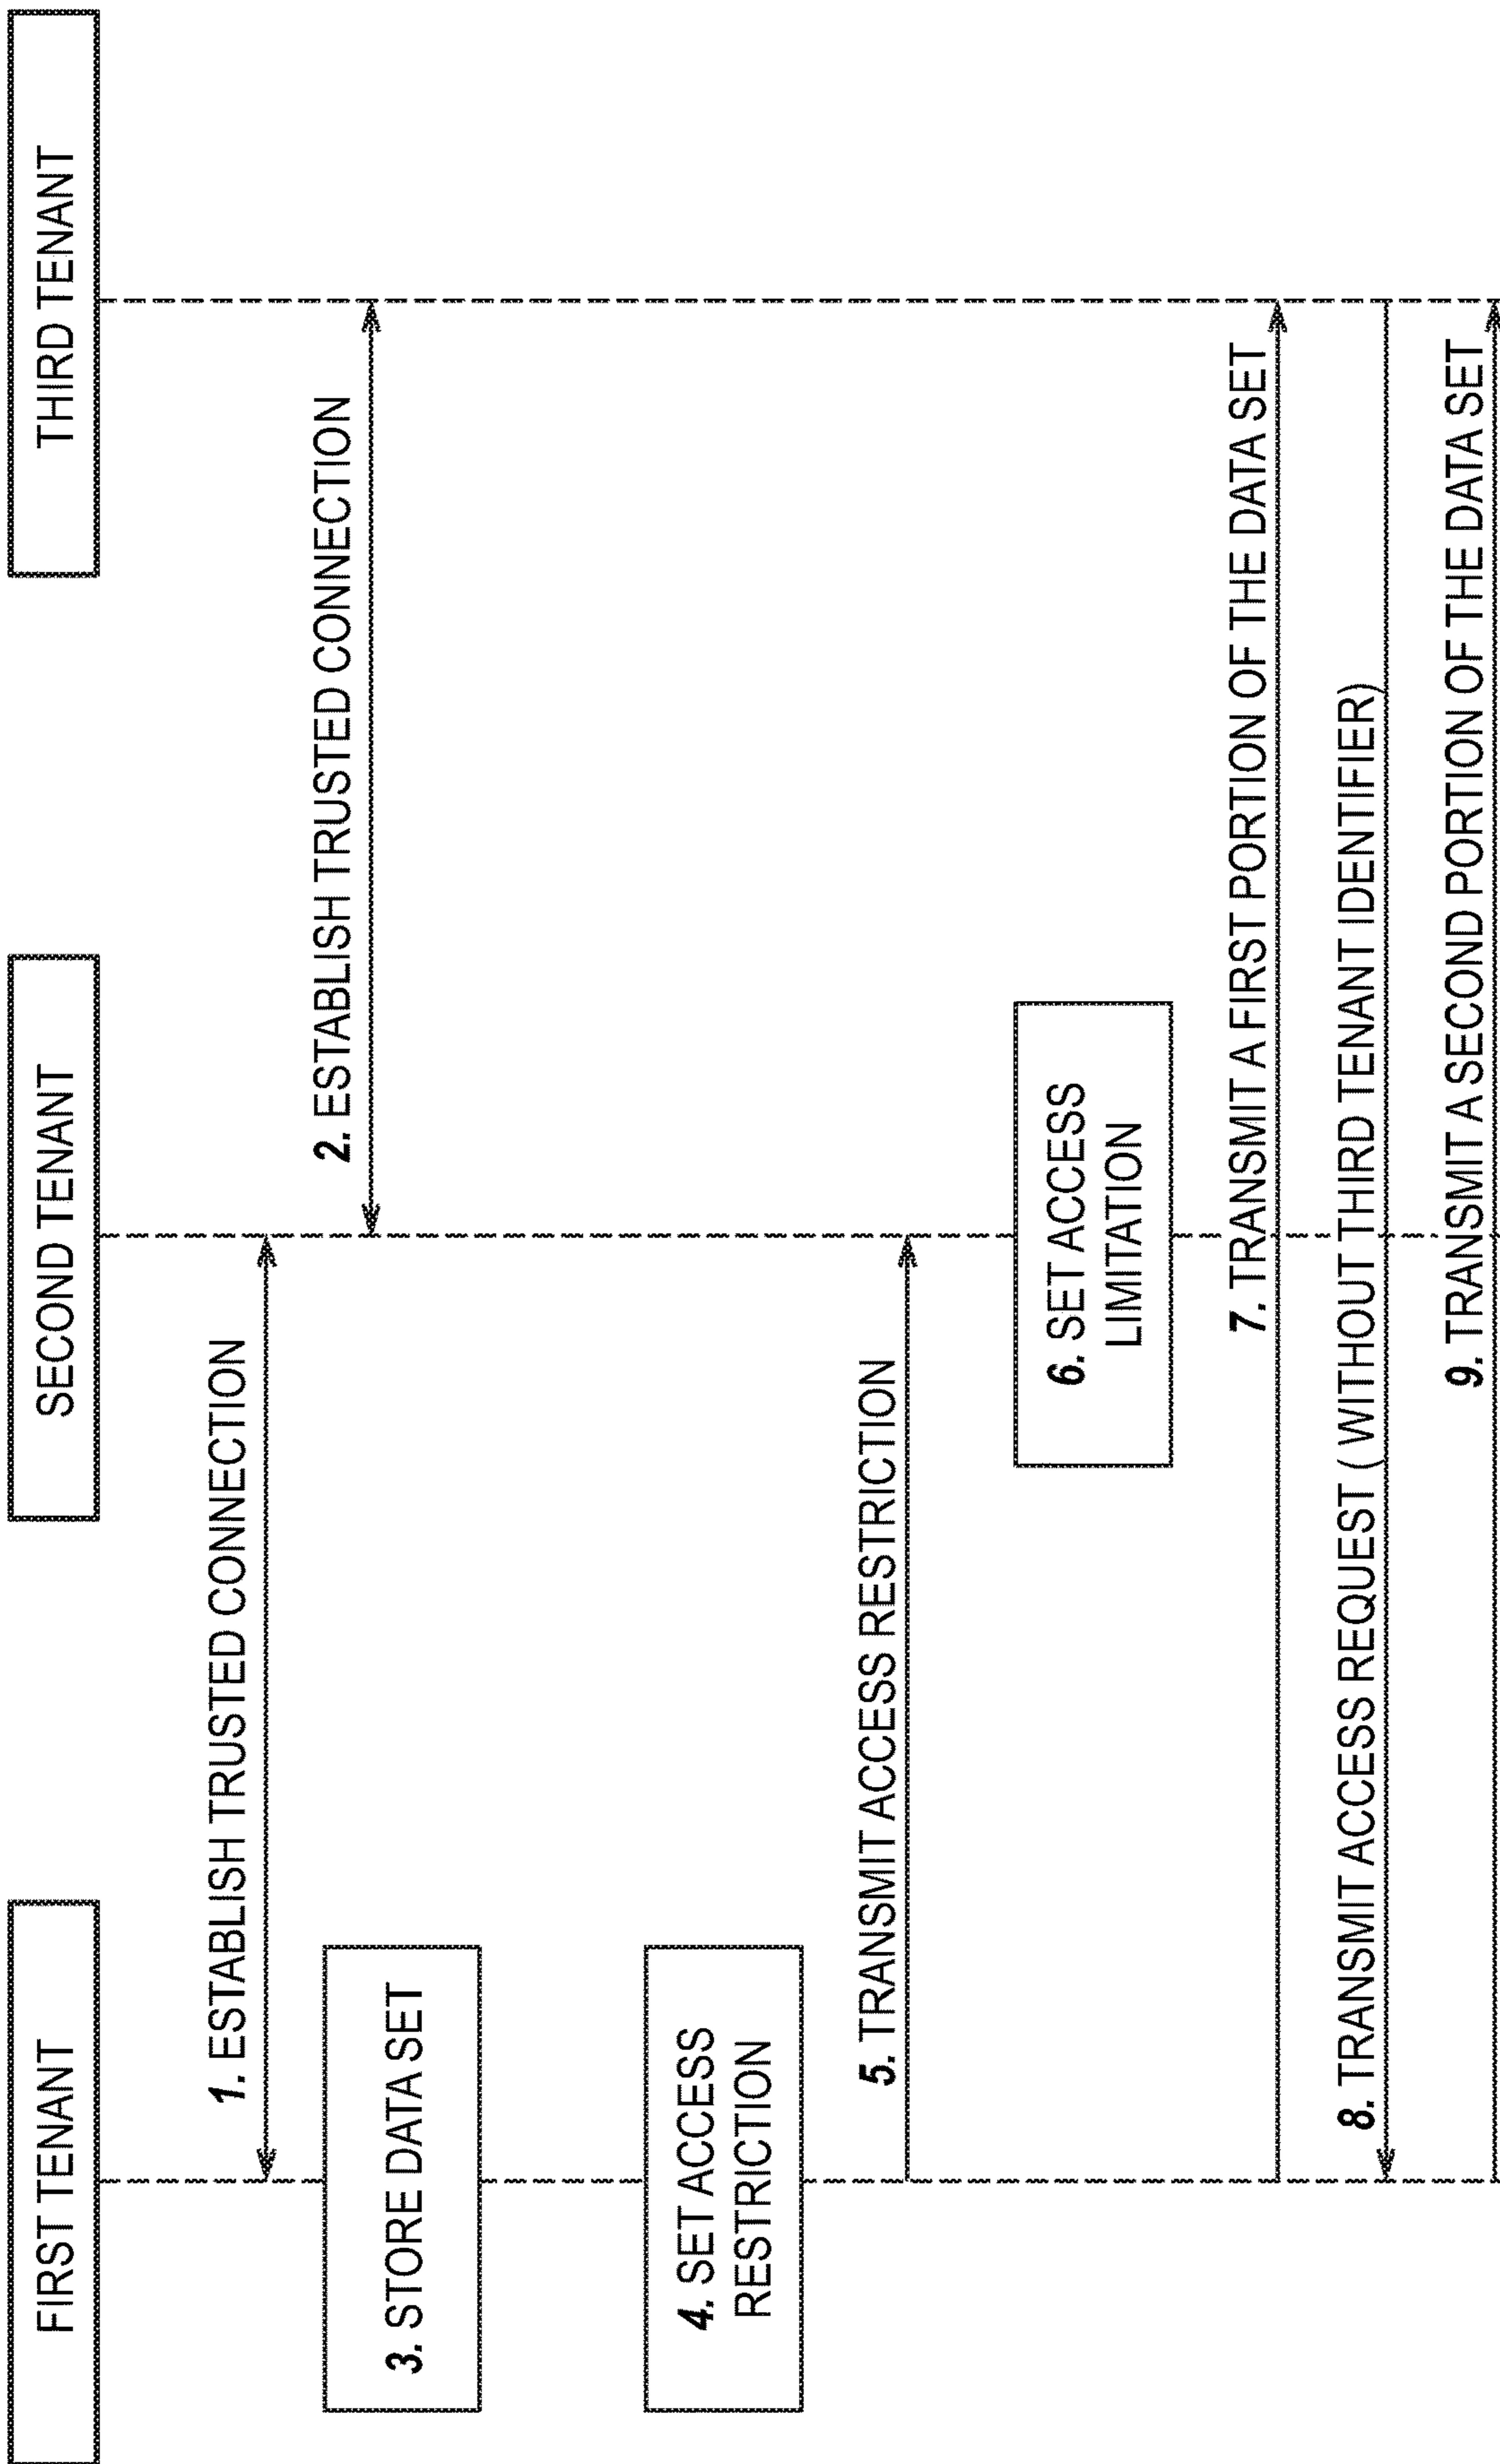 FIRST TENANT
SECOND TENANT
THIRD TENANT
1. ESTABLISH TRUSTED CONNECTION
2. ESTABLISH TRUSTED CONNECTION
3. STORE DATA SET
4. SET ACCESS
RESTRICTION
5. TRANSMIT ACCESS RESTRICTION
6. SET ACCESS
LIMITATION
7. TRANSMIT A FIRST PORTION OF THE DATA SET
8. TRANSMIT ACCESS REQUEST (WITHOUT THIRD TENANT IDENTIFIER)
9. TRANSMIT A SECOND PORTION OF THE DATA SET